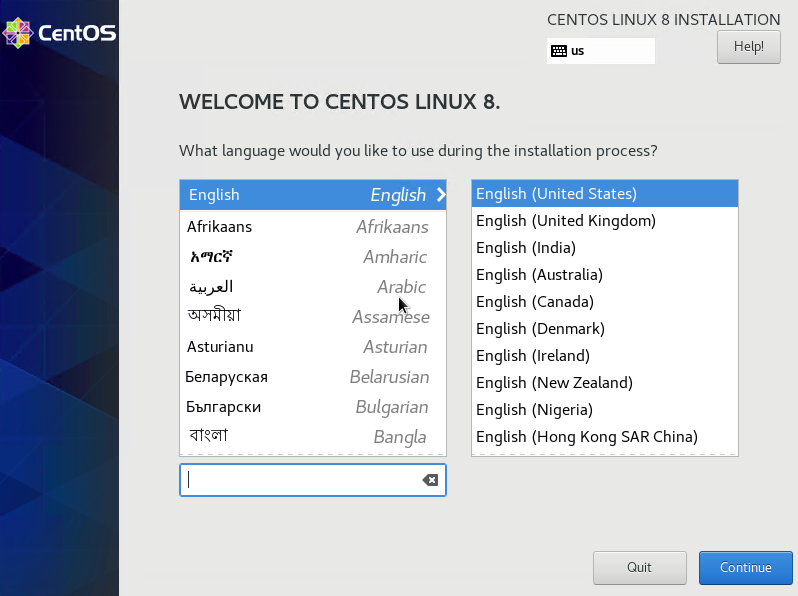 CentOS
CENTOS LINUX 8 INSTALLATION
us
Help!
WELCOME TO CENTOS LINUX 8.
What language would you like to use during the installation process?
English English
Afrikaans Afrikaans
አማርኛ Amharic
العربية Arabic
অসমীয়া Assamese
Asturianu Asturian
Беларуская Belarusian
Български Bulgarian
বাংলা Bangla
English (United States)
English (United Kingdom)
English (India)
English (Australia)
English (Canada)
English (Denmark)
English (Ireland)
English (New Zealand)
English (Nigeria)
English (Hong Kong SAR China)
Quit
Continue